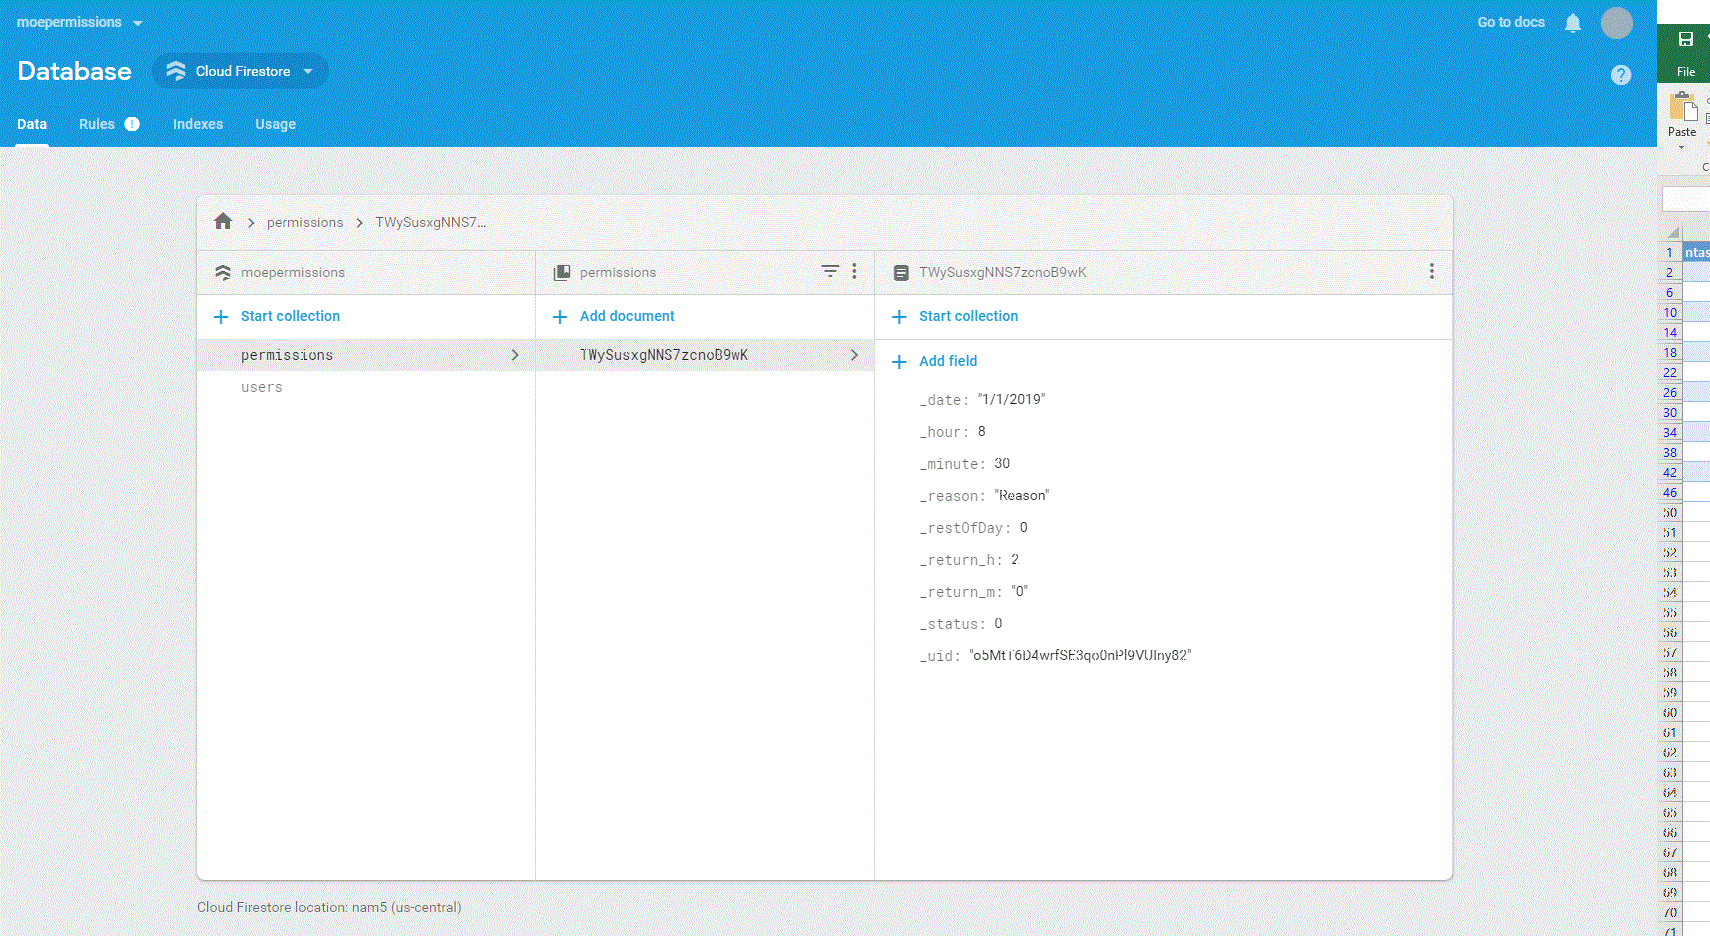 moepermissions
Go to docs
Database
Cloud Firestore
Data
Rules
Indexes
Usage
permissions
TWySusxgNNS7...
moepermissions
permissions
TWySusxgNNS7zcnoB9wK
Start collection
Add document
Start collection
permissions
TWySusxgNNS7zcnoB9wK
Add field
users
_date: "1/1/2019"
_hour: 8
_minute: 30
_reason: "Reason"
_restOfDay: 0
_return_h: 2
_return_m: "0"
_status: 0
_uid:
Cloud Firestore location: nam5 (us-central)
File
Paste
1
ntas
2
6
10
14
18
22
26
30
34
38
42
46
50
51
52
53
54
55
56
57
58
59
60
61
62
63
64
65
66
67
68
69
70
71